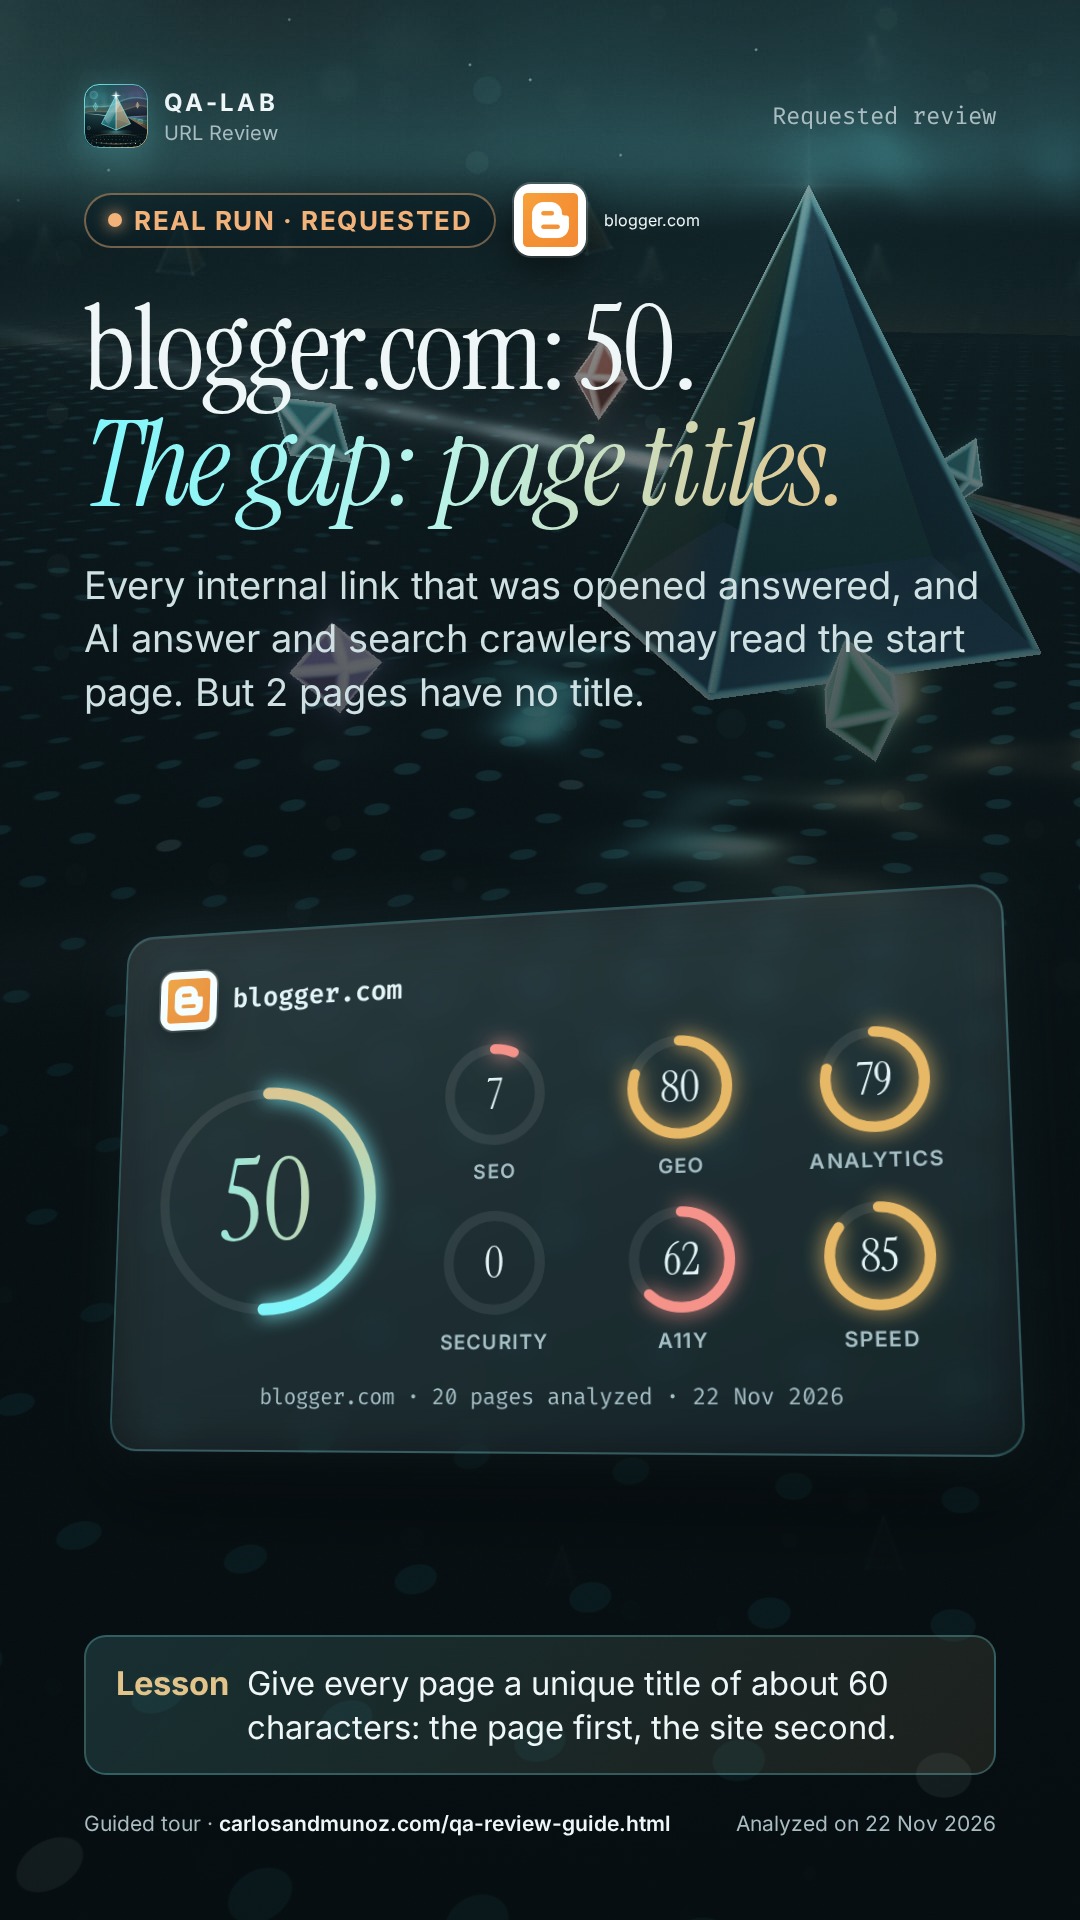 QA-LAB
URL Review
Requested review
REAL RUN · REQUESTED
blogger.com
blogger.com: 50.
The gap: page titles.
Every internal link that was opened answered, and
AI answer and search crawlers may read the start
page. But 2 pages have no title.
blogger.com
50
7
SEO
80
GEO
79
ANALYTICS
0
SECURITY
62
A11Y
85
SPEED
blogger.com · 20 pages analyzed · 22 Nov 2026
Lesson Give every page a unique title of about 60
characters: the page first, the site second.
Guided tour · carlosandmunoz.com/qa-review-guide.html
Analyzed on 22 Nov 2026